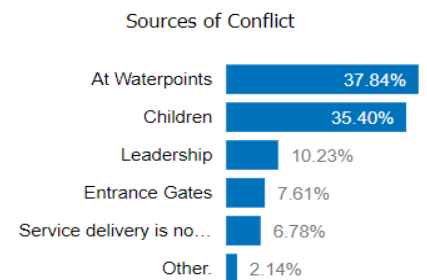 Sources of Conflict
At Waterpoints 37.84%
Children 35.40%
Leadership 10.23%
Entrance Gates 7.61%
Service delivery is no... 6.78%
Other. 2.14%